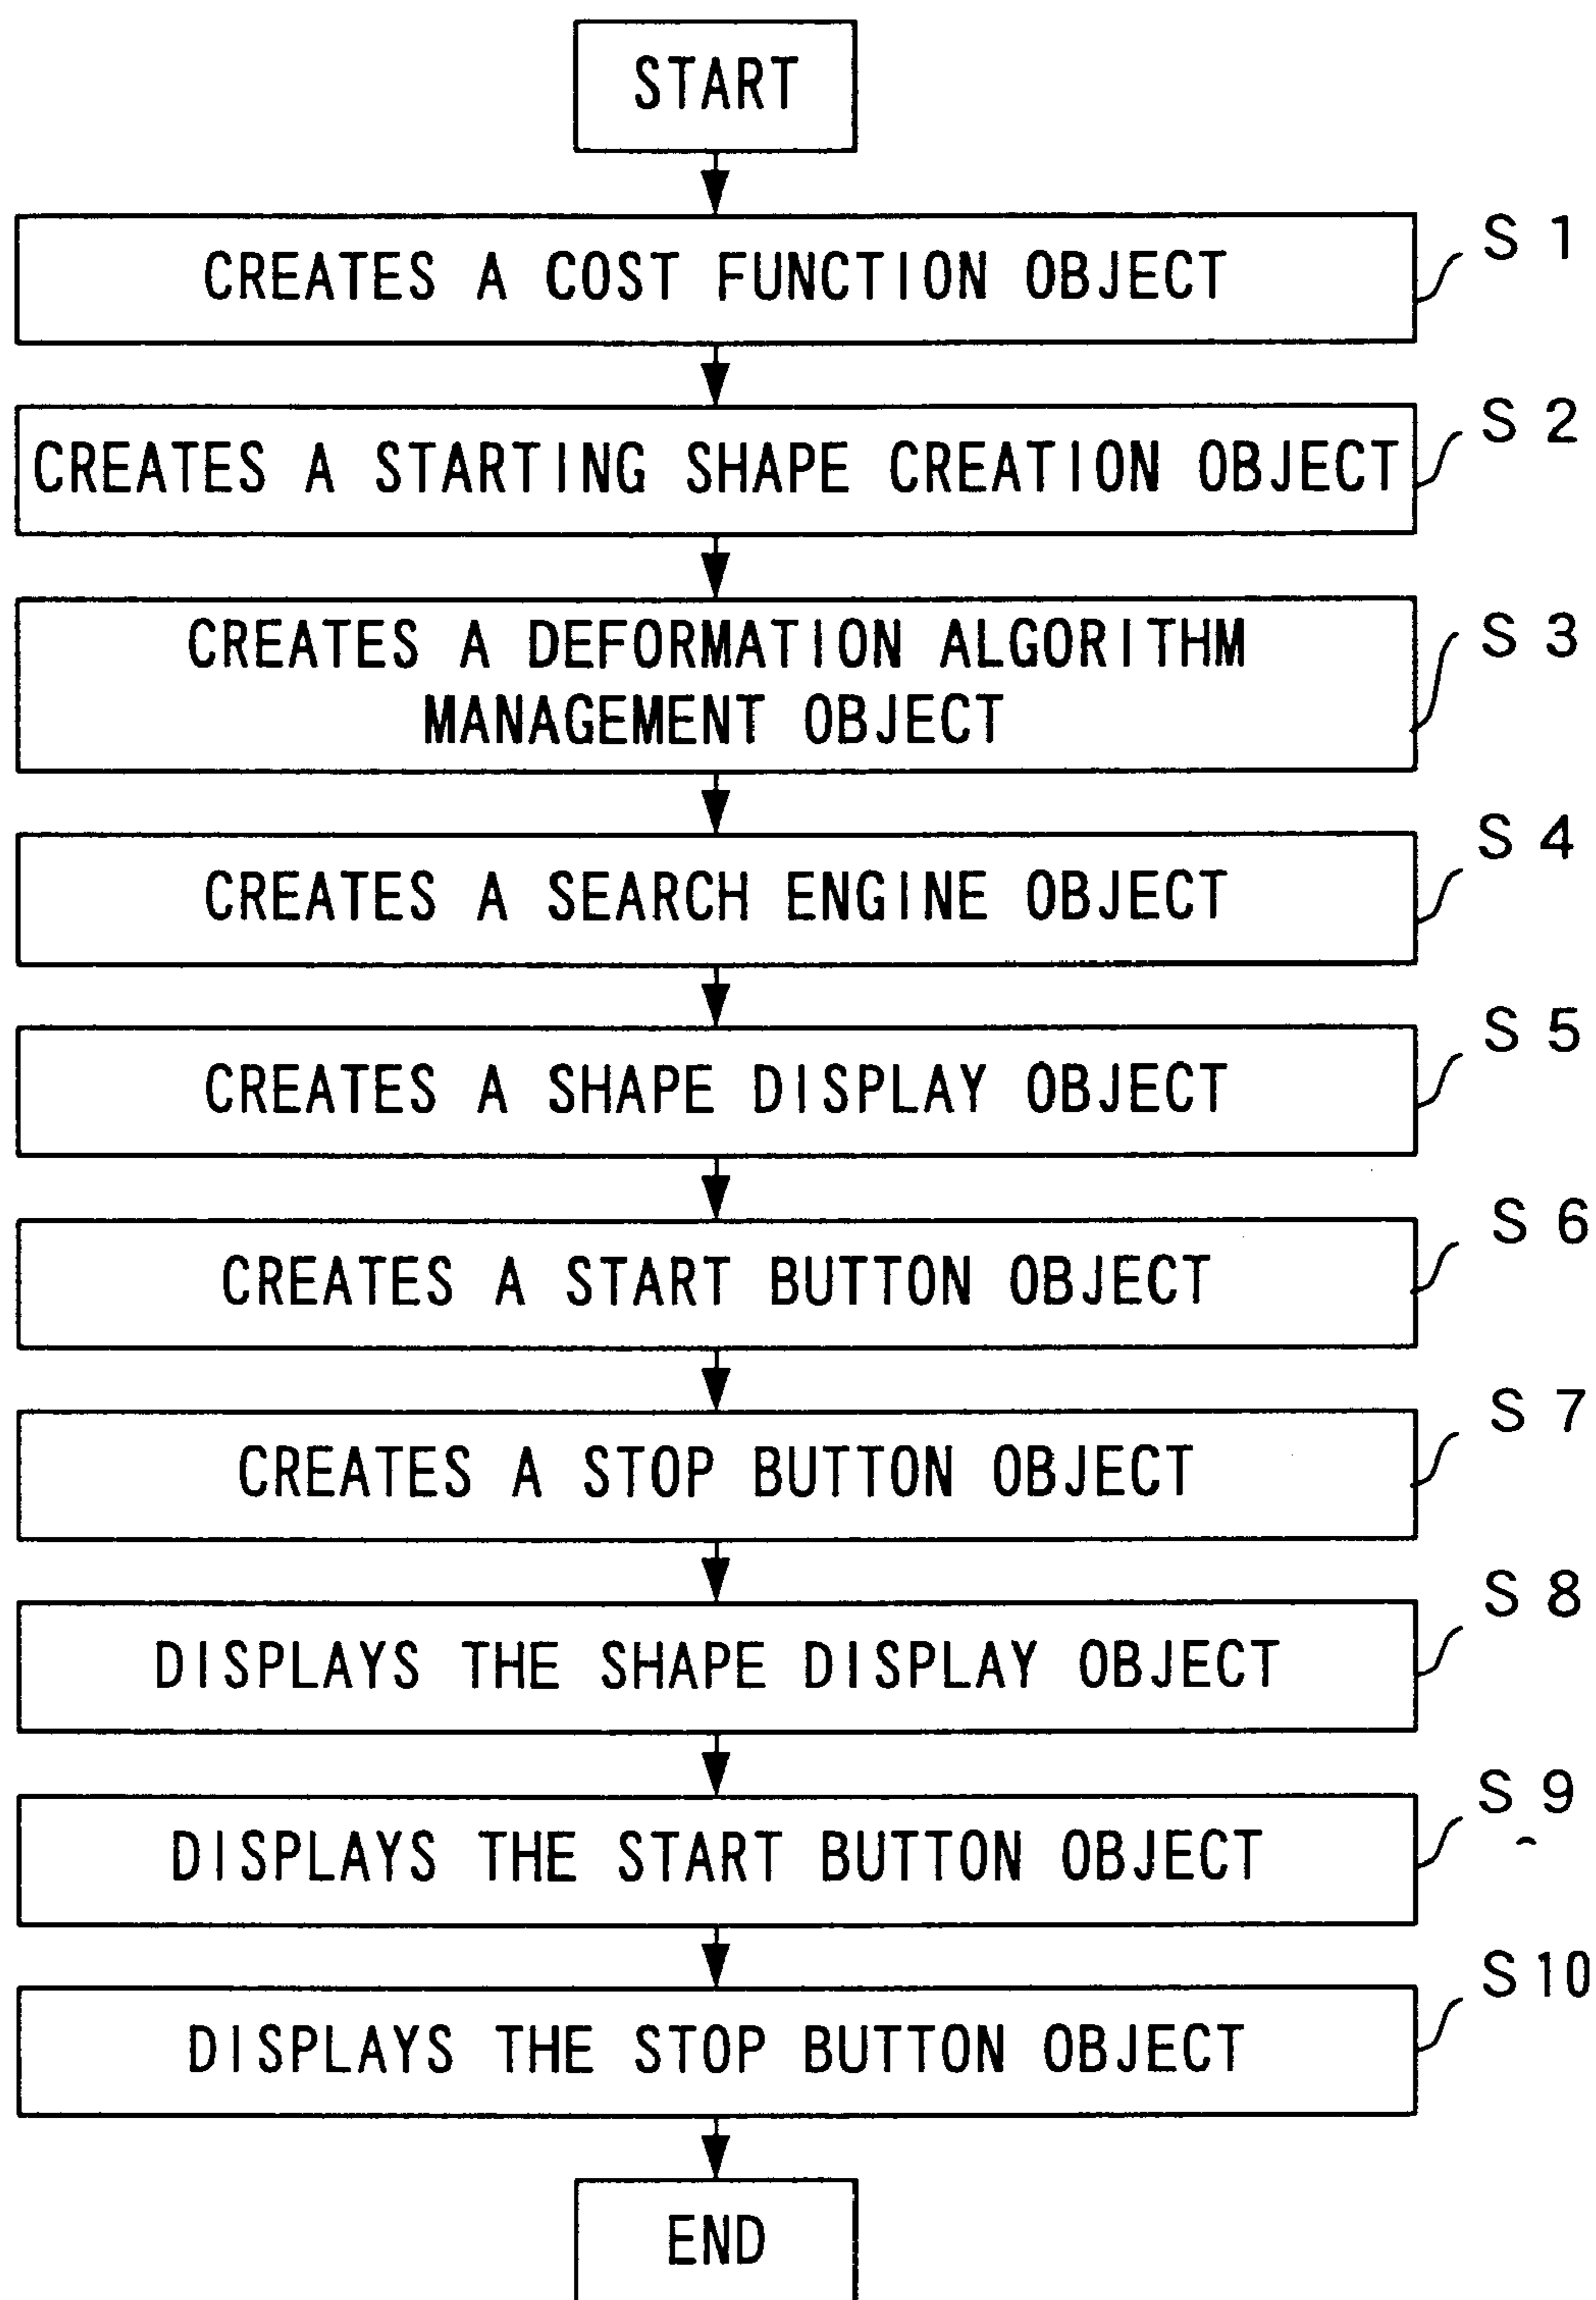 START
CREATES A COST FUNCTION OBJECT
S 1
CREATES A STARTING SHAPE CREATION OBJECT
S 2
CREATES A DEFORMATION ALGORITHM
MANAGEMENT OBJECT
S 3
CREATES A SEARCH ENGINE OBJECT
S 4
CREATES A SHAPE DISPLAY OBJECT
S 5
CREATES A START BUTTON OBJECT
S 6
CREATES A STOP BUTTON OBJECT
S 7
DISPLAYS THE SHAPE DISPLAY OBJECT
S 8
DISPLAYS THE START BUTTON OBJECT
S 9
DISPLAYS THE STOP BUTTON OBJECT
S 10
END